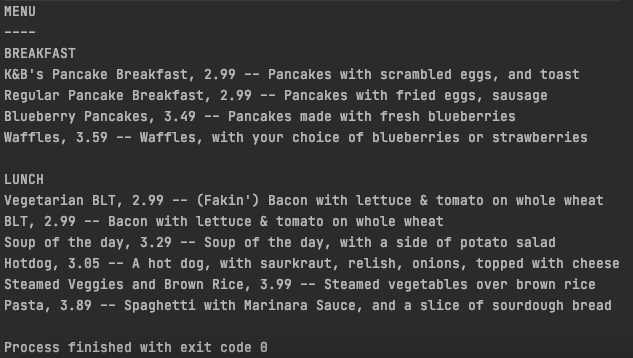 MENU
----
BREAKFAST
K&B's Pancake Breakfast, 2.99 -- Pancakes with scrambled eggs, and toast
Regular Pancake Breakfast, 2.99 -- Pancakes with fried eggs, sausage
Blueberry Pancakes, 3.49 -- Pancakes made with fresh blueberries
Waffles, 3.59 -- Waffles, with your choice of blueberries or strawberries

LUNCH
Vegetarian BLT, 2.99 -- (Fakin') Bacon with lettuce & tomato on whole wheat
BLT, 2.99 -- Bacon with lettuce & tomato on whole wheat
Soup of the day, 3.29 -- Soup of the day, with a side of potato salad
Hotdog, 3.05 -- A hot dog, with saurkraut, relish, onions, topped with cheese
Steamed Veggies and Brown Rice, 3.99 -- Steamed vegetables over brown rice
Pasta, 3.89 -- Spaghetti with Marinara Sauce, and a slice of sourdough bread

Process finished with exit code 0